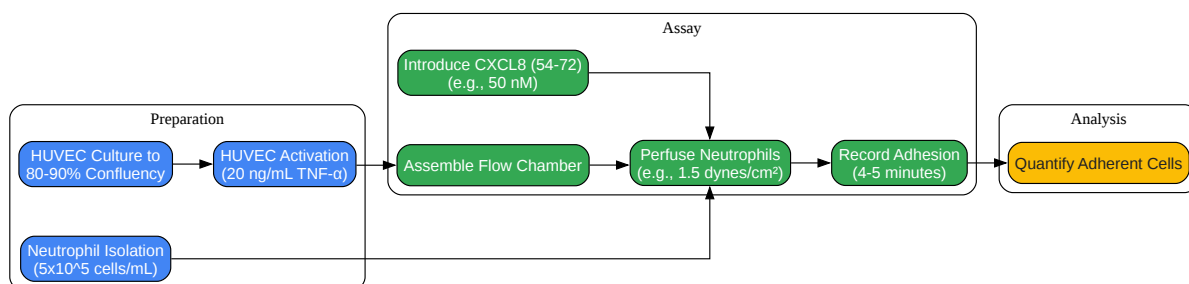 Assay
Introduce CXCL8 (54-72)
(e.g., 50 nM)
Preparation
Analysis
HUVEC Culture to
80-90% Confluency
HUVEC Activation
(20 ng/mL TNF-α)
Assemble Flow Chamber
Perfuse Neutrophils
(e.g., 1.5 dynes/cm²)
Record Adhesion
(4-5 minutes)
Quantify Adherent Cells
Neutrophil Isolation
(5x10^5 cells/mL)